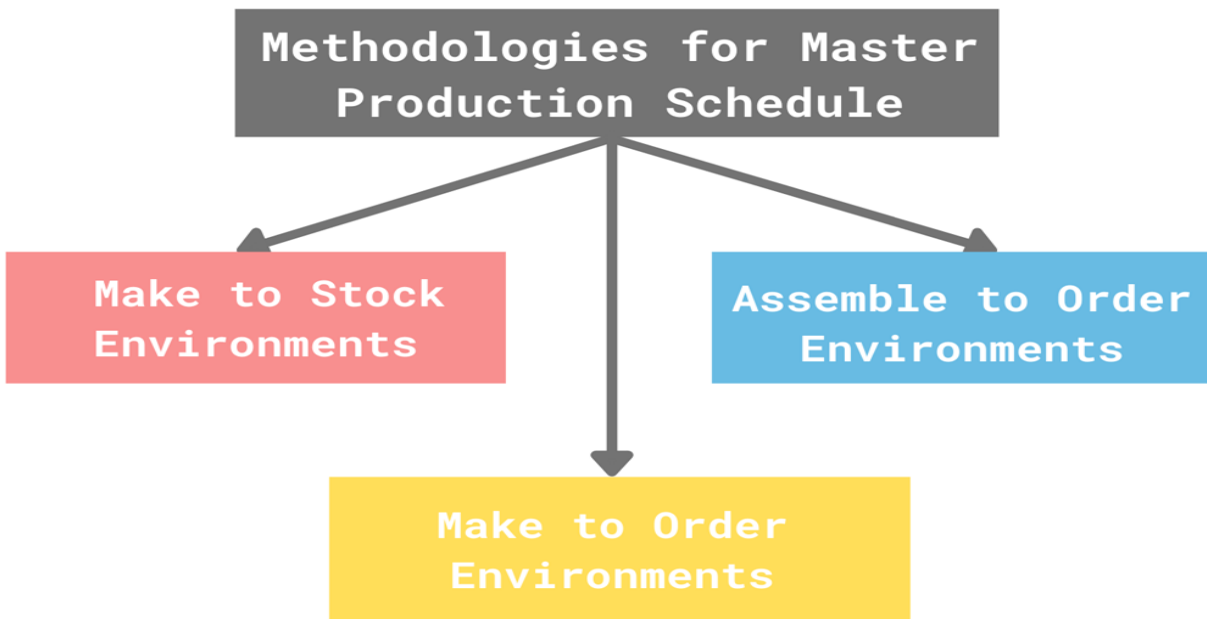 Methodologies for Master
Production Schedule
Make to Stock
Environments
Assemble to Order
Environments
Make to Order
Environments